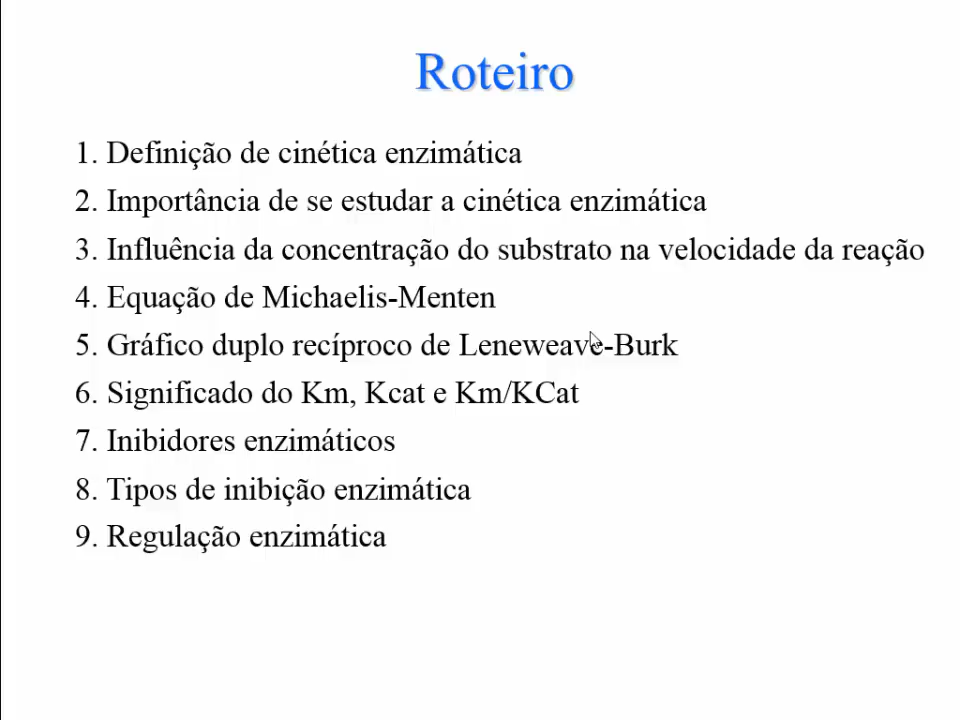 Roteiro
1. Definição de cinética enzimática
2. Importância de se estudar a cinética enzimática
3. Influência da concentração do substrato na velocidade da reação
4. Equação de Michaelis-Menten
5. Gráfico duplo recíproco de Leneweave-Burk
6. Significado do Km, Kcat e Km/KCat
7. Inibidores enzimáticos
8. Tipos de inibição enzimática
9. Regulação enzimática